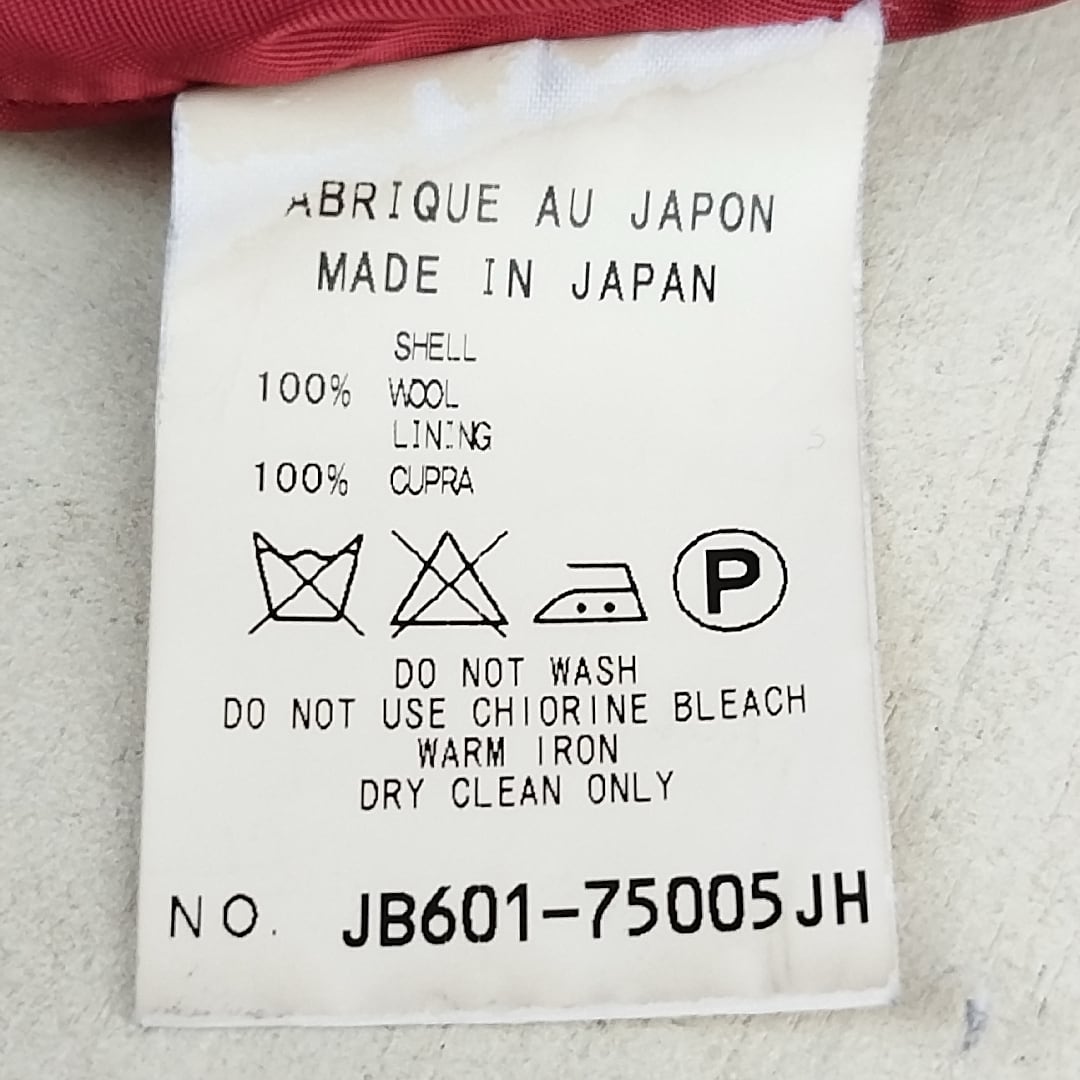 ABRIQUE AU JAPON
MADE IN JAPAN
SHELL
100% WOOL
LINING
100% CUPRA
P
DO NOT WASH
DO NOT USE CHIORINE BLEACH
WARM IRON
DRY CLEAN ONLY
NO. JB601-75005JH